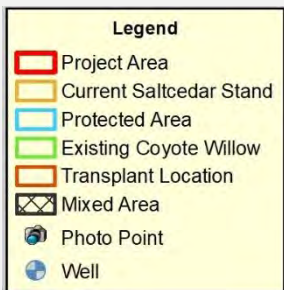 Legend
Project Area
Current Saltcedar Stand
Protected Area
Existing Coyote Willow
Transplant Location
Mixed Area
Photo Point
Well